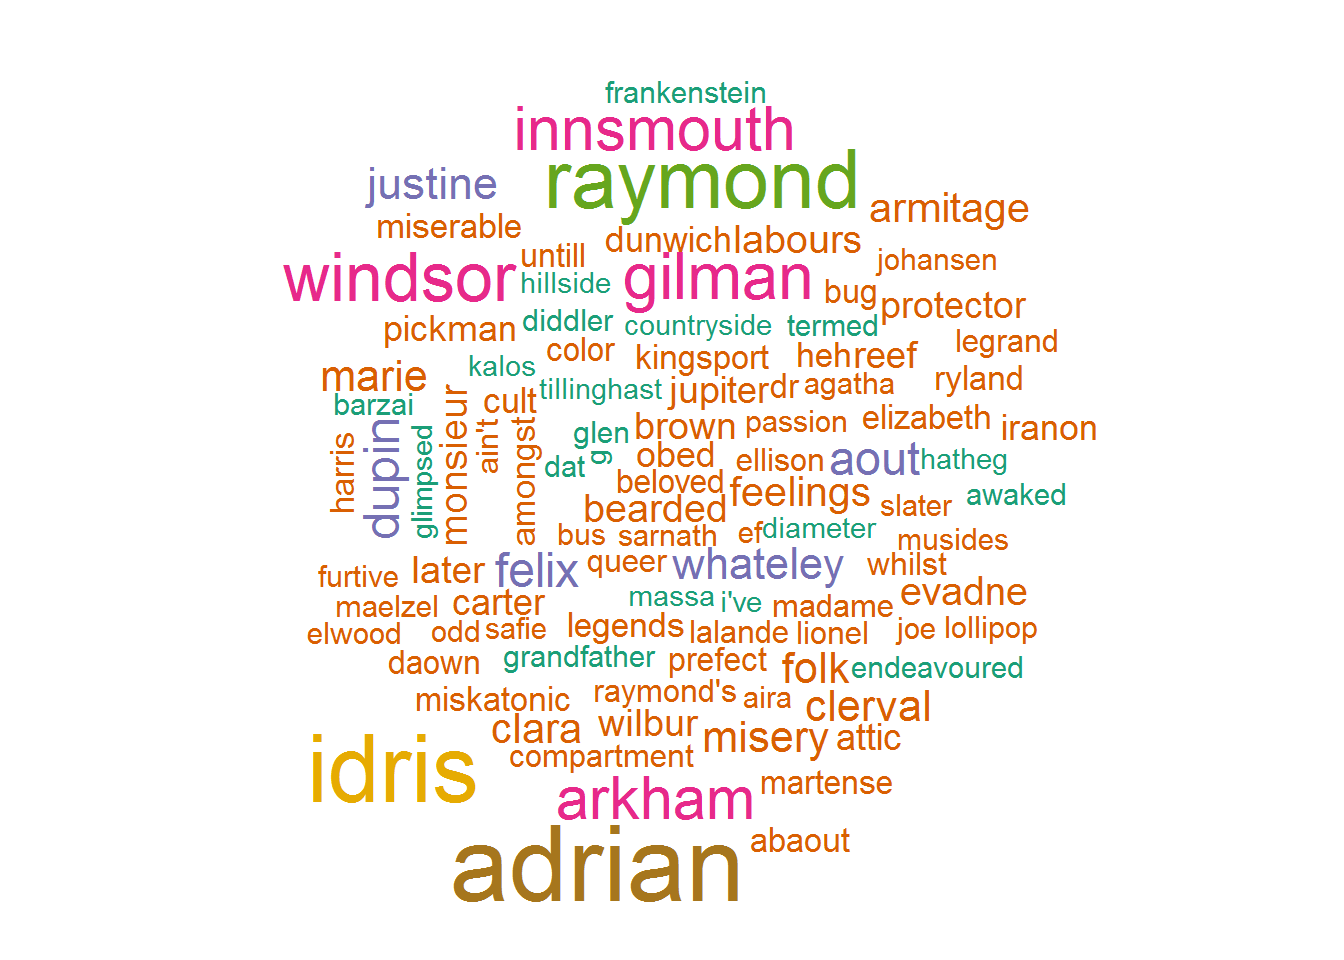 frankenstein
innsmouth
raymond
justine
armitage
miserable
dunwich
labours
untill
johansen
windsor
hillside
gilman
bug
protector
pickman
diddler
countryside
termed
legrand
color
kingsport
heh
reef
kalos
marie
tillinghast
jupiter
dr
agatha
ryland
barzai
cult
monsieur
ain't
amongst
glen
brown
passion
elizabeth
iranon
harris
dupin
glimpsed
g
dat
obed
ellison
aout
hatheg
beloved
feelings
bearded
slater
awaked
bus
sarnath
ef
diameter
musides
furtive
later
felix
queer
whateley
whilst
maelzel
carter
massa
i've
madame
evadne
elwood
odd
safie
legends
lalande
lionel
joe
lollipop
daown
grandfather
prefect
folk
endeavoured
miskatonic
raymond's
aira
clerval
clara
wilbur
misery
attic
compartment
idris
arkham
martense
adrian
abaout